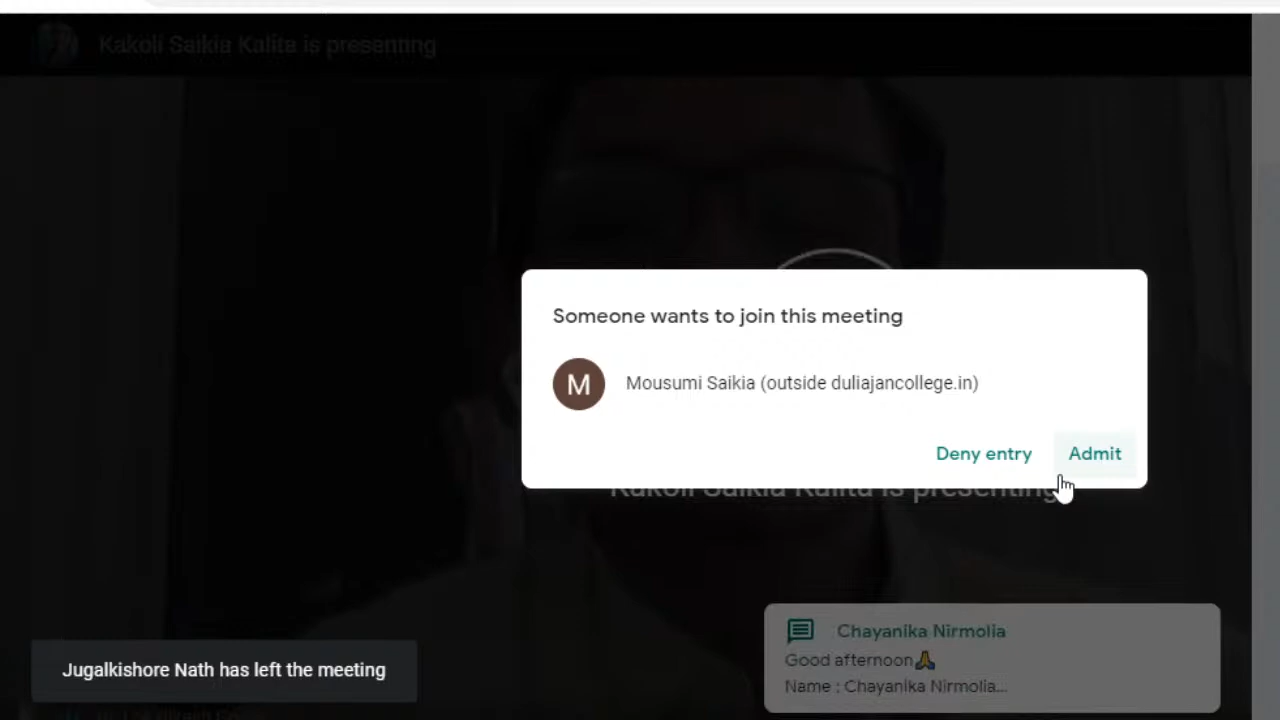 Kakoli Saikia Kalita is presenting
Someone wants to join this meeting
M
Mousumi Saikia (outside duliajancollege.in)
Deny entry
Admit
Kakoli Saikia Kalita is presenting
Chayanika Nirmolia
Good afternoon🙏
Name : Chayanika Nirmolia...
Jugalkishore Nath has left the meeting